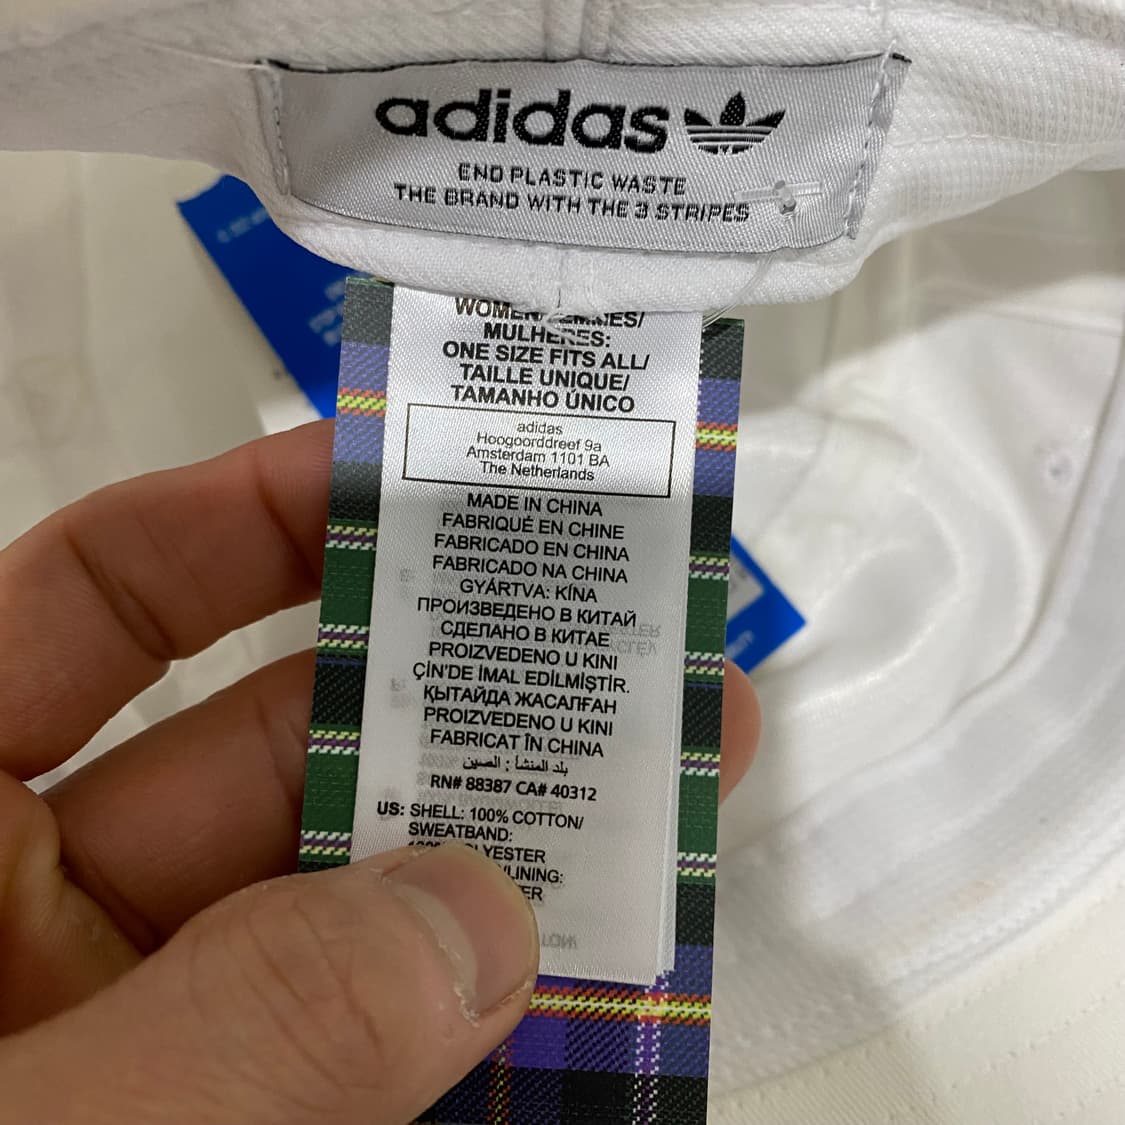 adidas
END PLASTIC WASTE
THE BRAND WITH THE 3 STRIPES
MULHERES:
ONE SIZE FITS ALL/
TAILLE UNIQUE/
TAMANHO ÚNICO
adidas
Hoogoorddreef 9a
Amsterdam 1101 BA
The Netherlands
MADE IN CHINA
FABRIQUÉ EN CHINE
FABRICADO EN CHINA
FABRICADO NA CHINA
GYÁRTVA: KÍNA
ПРОИЗВЕДЕНО В КИТАЙ
СДЕЛАНО В КИТАЕ
PROIZVEDENO U KINI
ÇİN'DE İMAL EDİLMİŞTİR.
ҚЫТАЙДА ЖАСАЛҒАН
PROIZVEDENO U KINI
FABRICAT ÎN CHINA
بلد المنشأ : الصين
RN# 88387 CA# 40312
US: SHELL: 100% COTTON/
SWEATBAND: